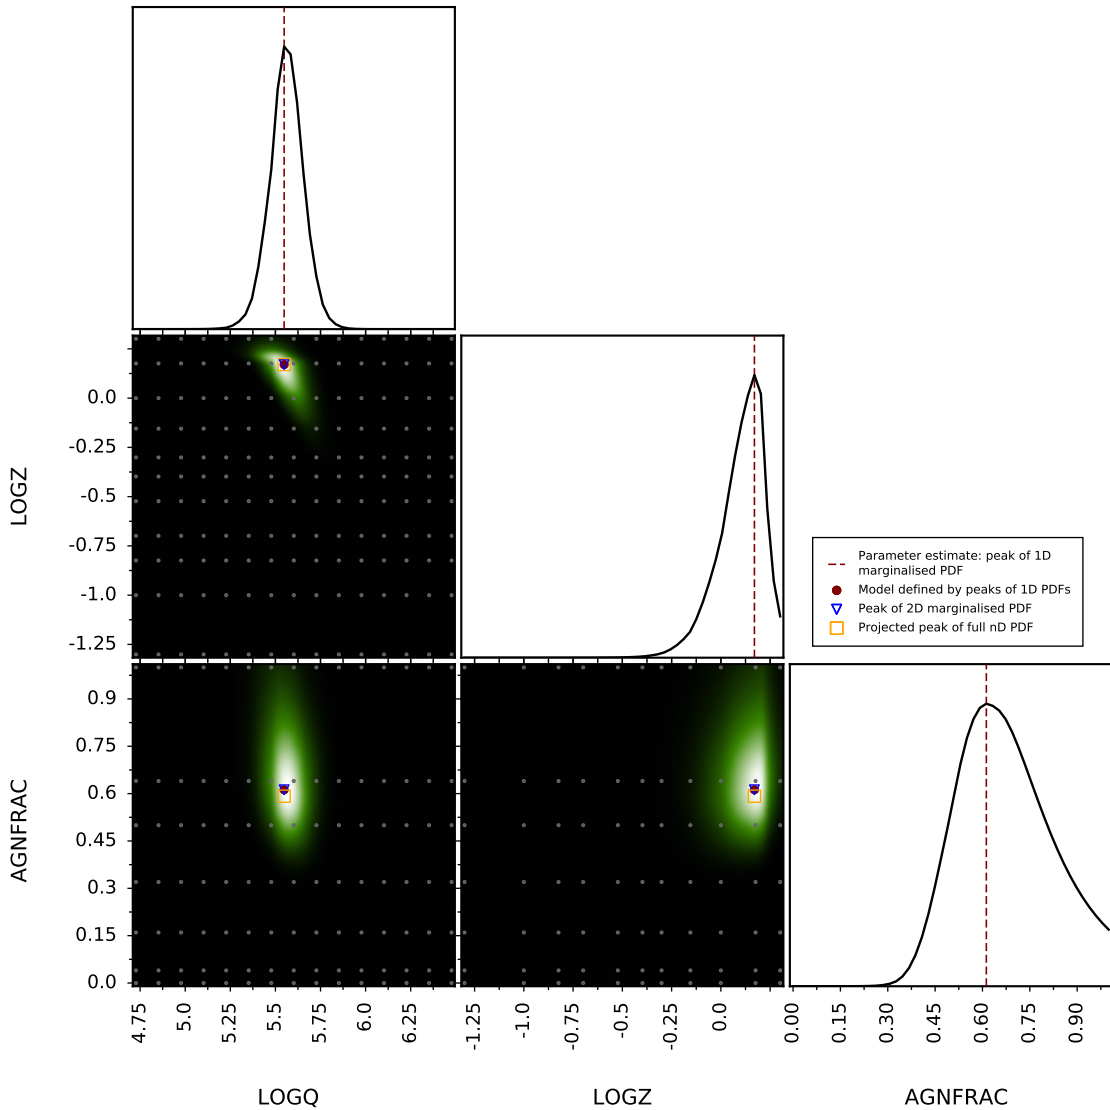 LOGZ
0.0
-0.25
-0.5
-0.75
-1.0
-1.25
Parameter estimate: peak of 1D
marginalised PDF
Model defined by peaks of 1D PDFs
Peak of 2D marginalised PDF
Projected peak of full nD PDF
AGNFRAC
0.9
0.75
0.6
0.45
0.3
0.15
0.0
4.75 5.0 5.25 5.5 5.75 6.0 6.25
-1.25 -1.0 -0.75 -0.5 -0.25 0.0
0.00 0.15 0.30 0.45 0.60 0.75 0.90
LOGQ LOGZ AGNFRAC